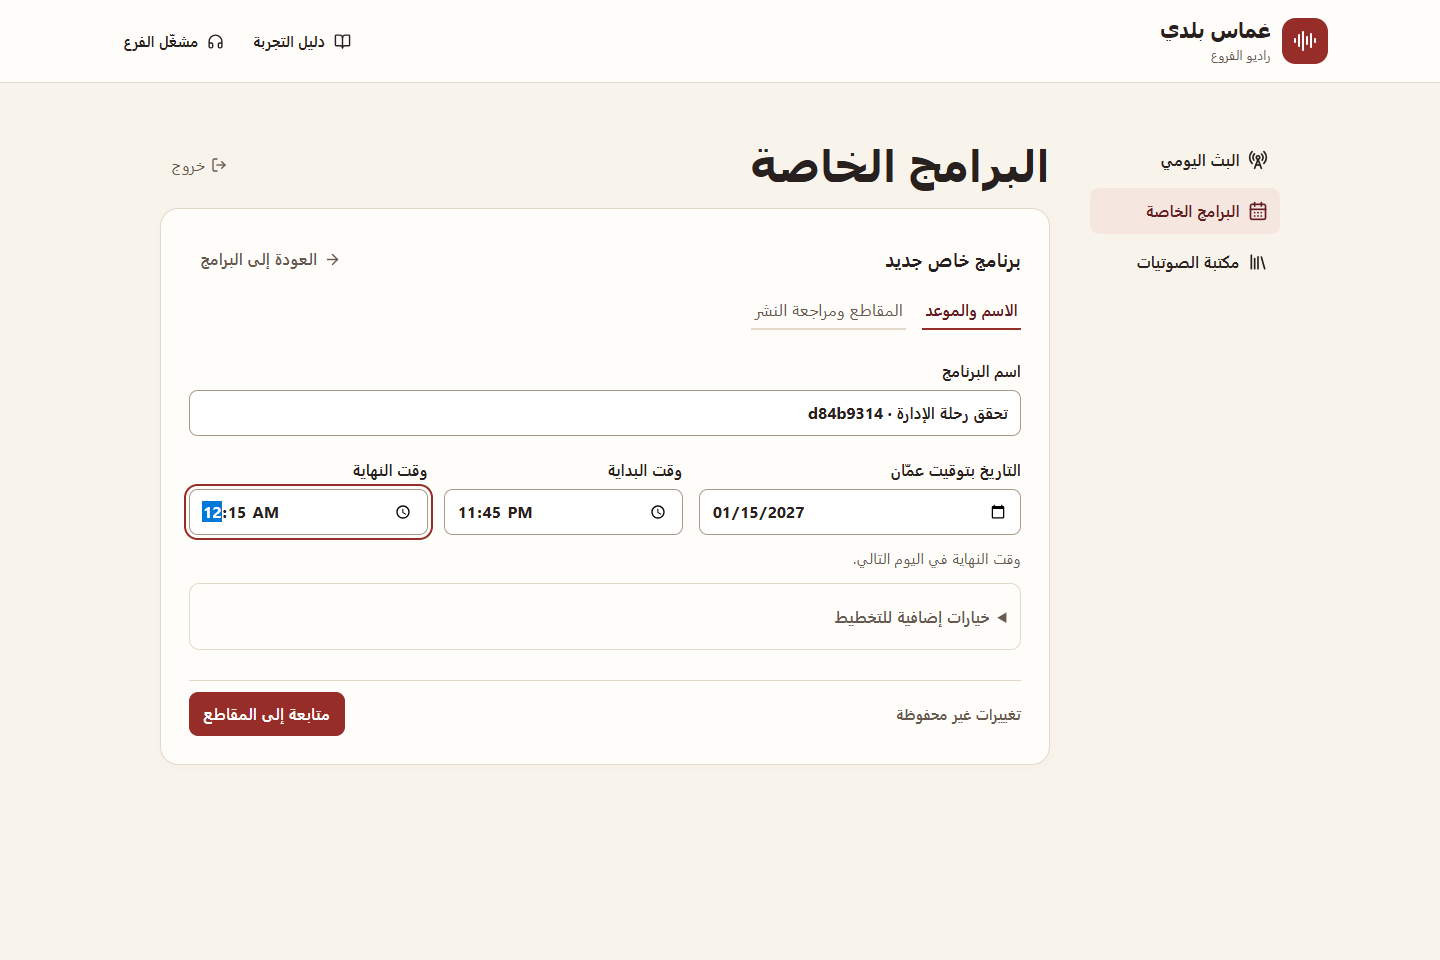 غماس بلدي
راديو الفروع
دليل التجربة
مشغّل الفرع
البث اليومي
البرامج الخاصة
مكتبة الصوتيات
البرامج الخاصة
خروج
برنامج خاص جديد
العودة إلى البرامج
الاسم والموعد
المقاطع ومراجعة النشر
اسم البرنامج
تحقق رحلة الإدارة · d84b9314
التاريخ بتوقيت عمّان
وقت البداية
وقت النهاية
01/15/2027
11:45 PM
12:15 AM
وقت النهاية في اليوم التالي.
خيارات إضافية للتخطيط
تغييرات غير محفوظة
متابعة إلى المقاطع